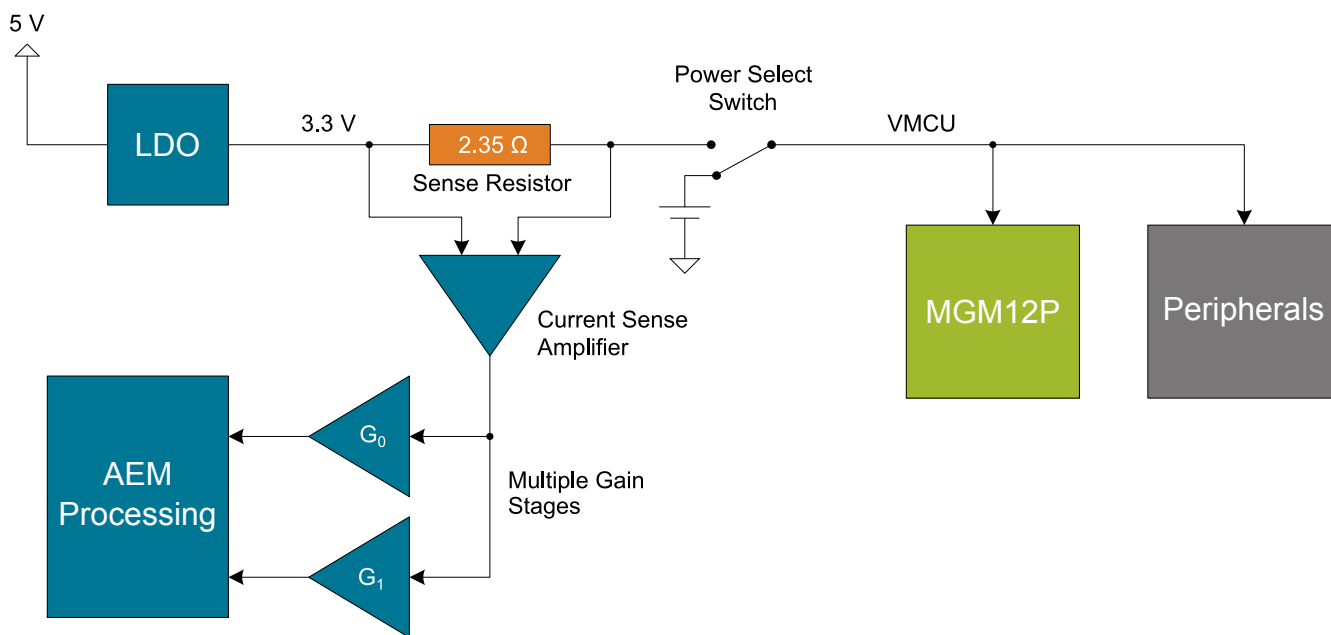 5 V
Power Select
Switch
LDO
3.3 V
2.35 Ω
VMCU
Sense Resistor
MGM12P
Peripherals
Current Sense
Amplifier
AEM
Processing
G₀
Multiple Gain
Stages
G₁